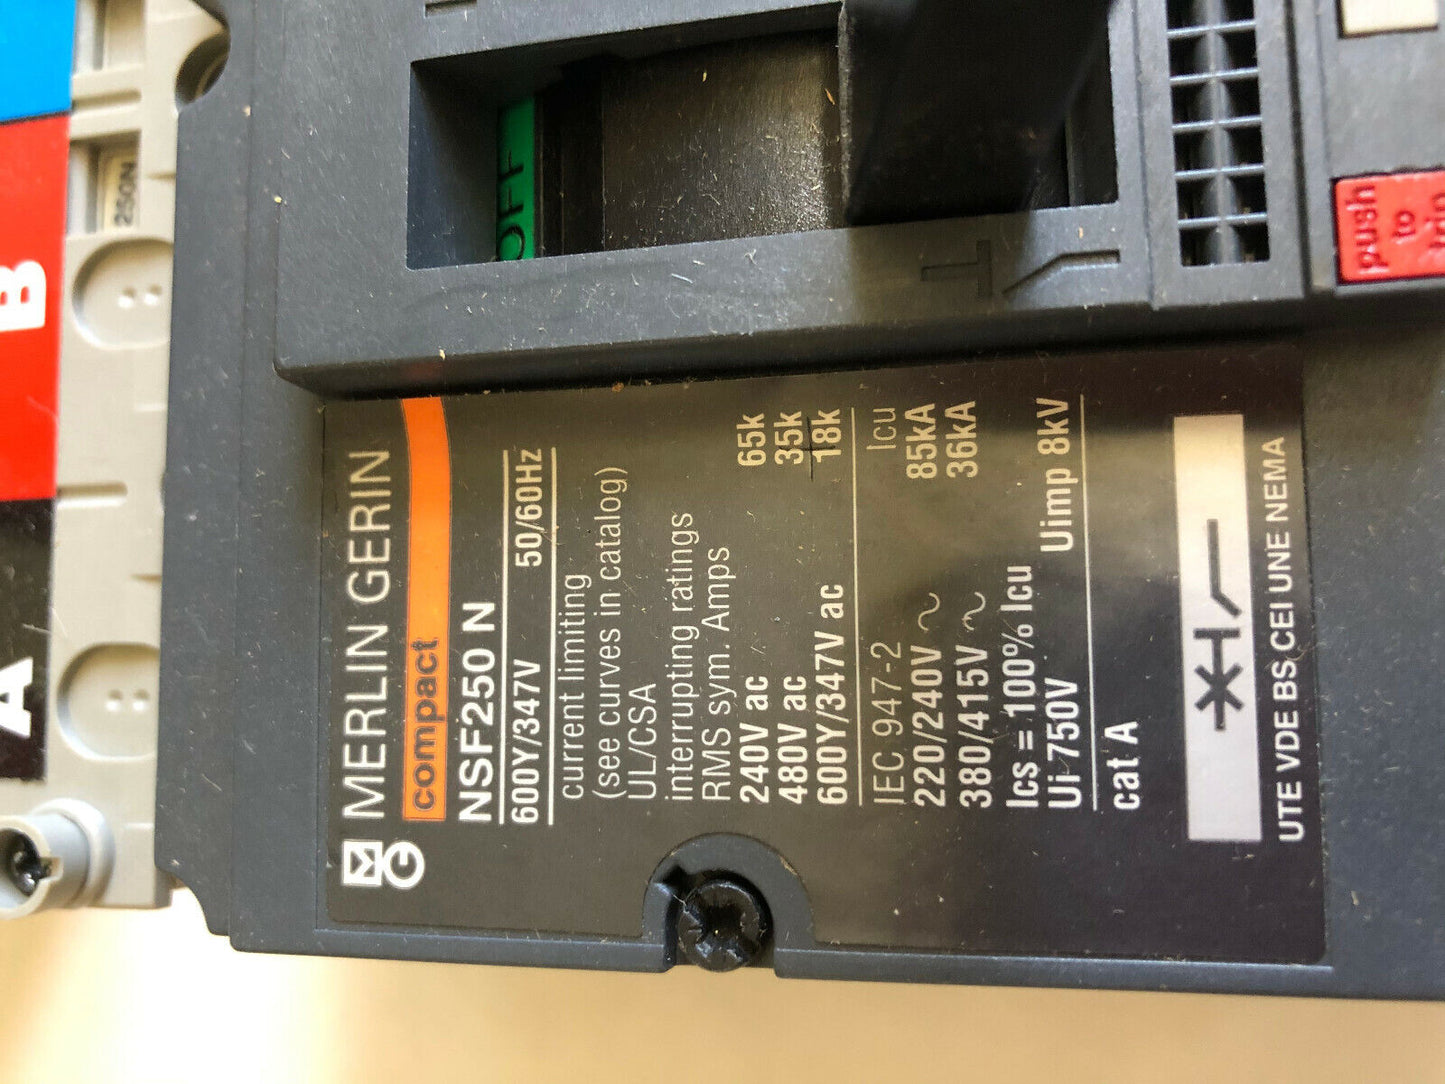 MERLIN GERIN
compact
NSF250 N
600Y/347V 50/60Hz
current limiting
(see curves in catalog)
UL/CSA
interrupting ratings
RMS sym. Amps
240V ac 65k
480V ac 35k
600Y/347V ac 18k
IEC 947-2 Icu
220/240V ~ 85kA
380/415V ~ 36kA
Ics = 100% Icu
Ui 750V Uimp 8kV
cat A
UTE VDE BS CEI UNE NEMA
OFF
push
to
trip
250N
A
B